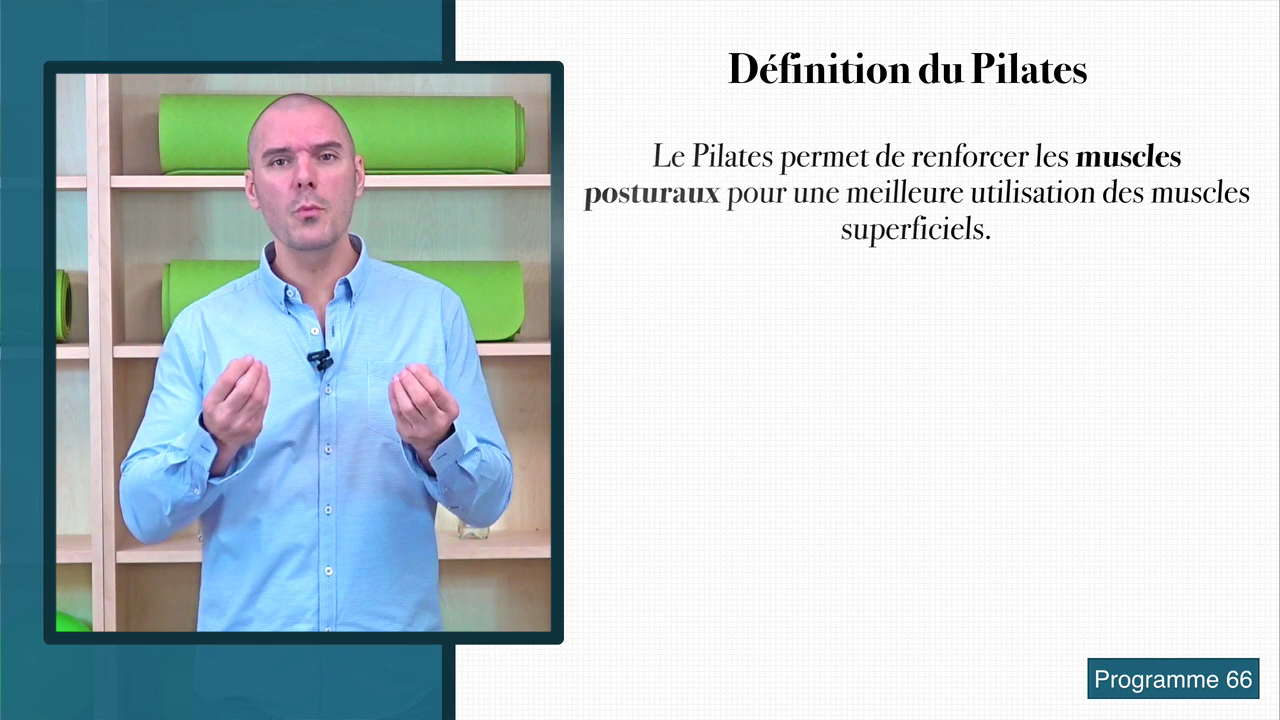 Définition du Pilates
Le Pilates permet de renforcer les muscles
posturaux pour une meilleure utilisation des muscles
superficiels.
Programme 66